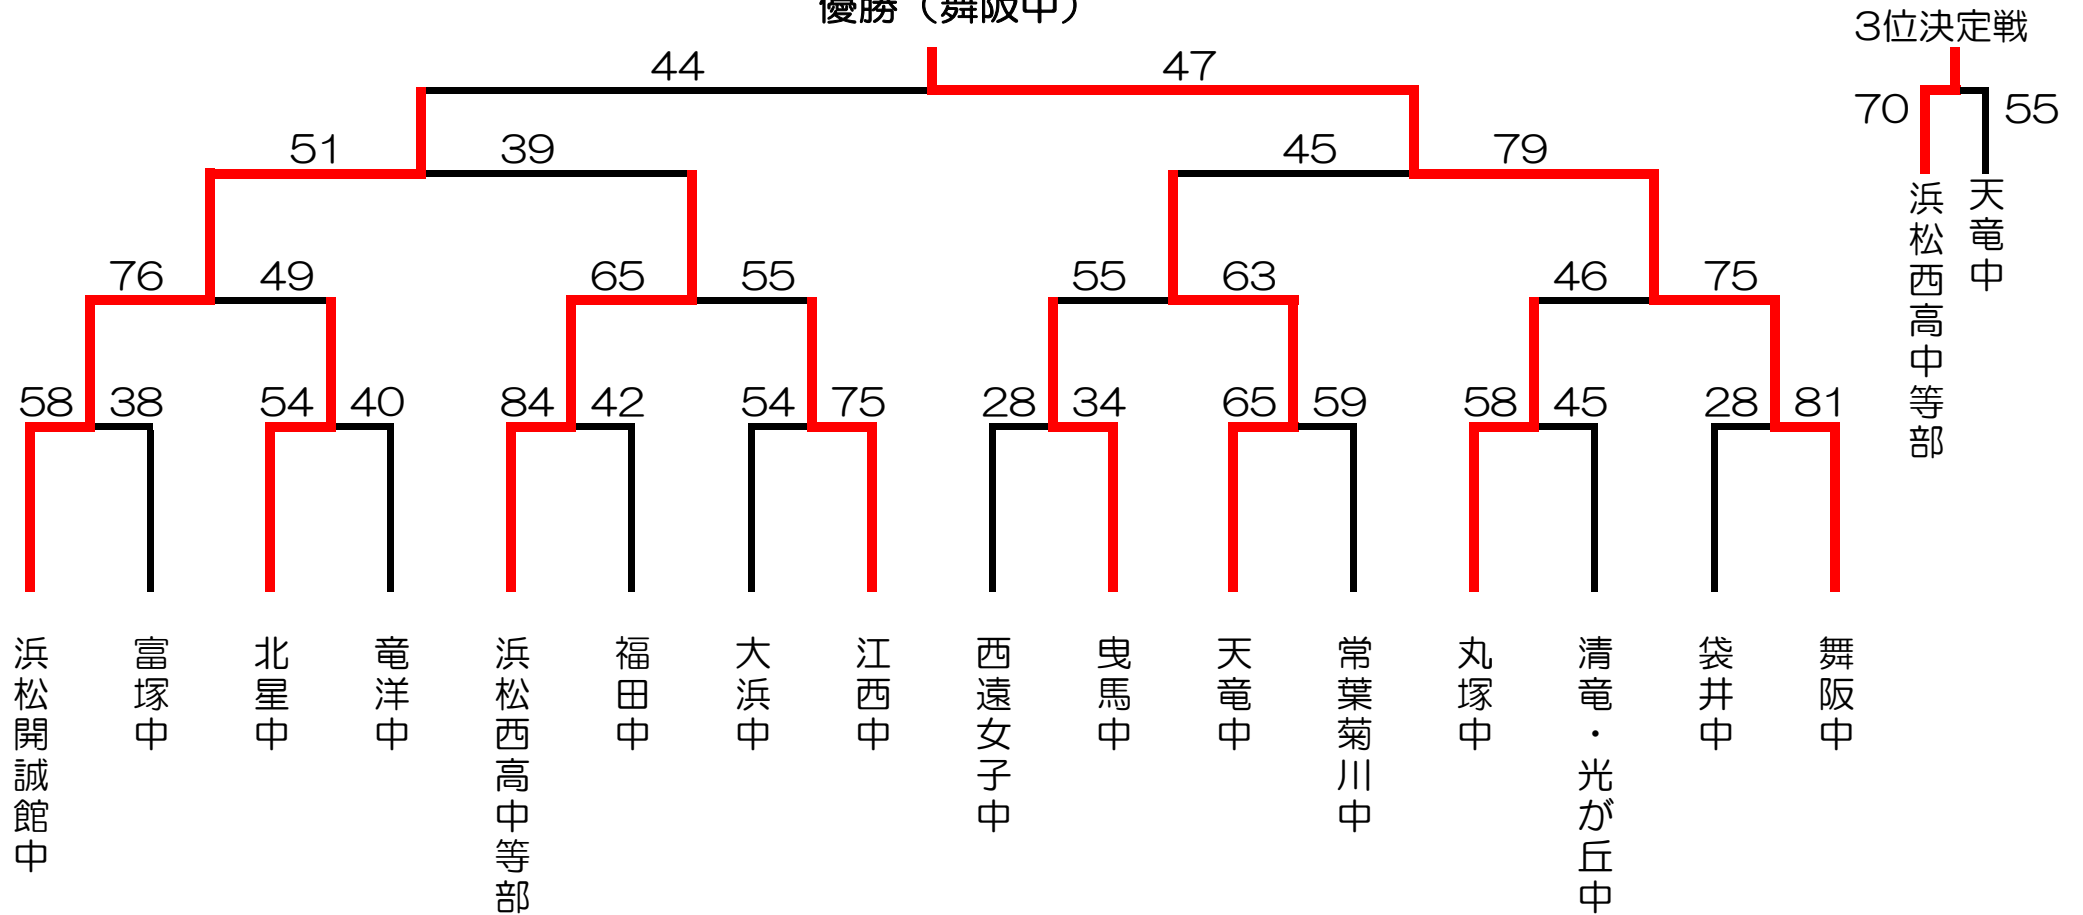 優勝（舞阪中）
3位決定戦
44 47
70 55
51 39 45 79
浜松西高中等部
天竜中
76 49 65 55 55 63 46 75
58 38 54 40 84 42 54 75 28 34 65 59 58 45 28 81
浜松開誠館中
富塚中
北星中
竜洋中
浜松西高中等部
福田中
大浜中
江西中
西遠女子中
曳馬中
天竜中
常葉菊川中
丸塚中
清竜・光が丘中
袋井中
舞阪中